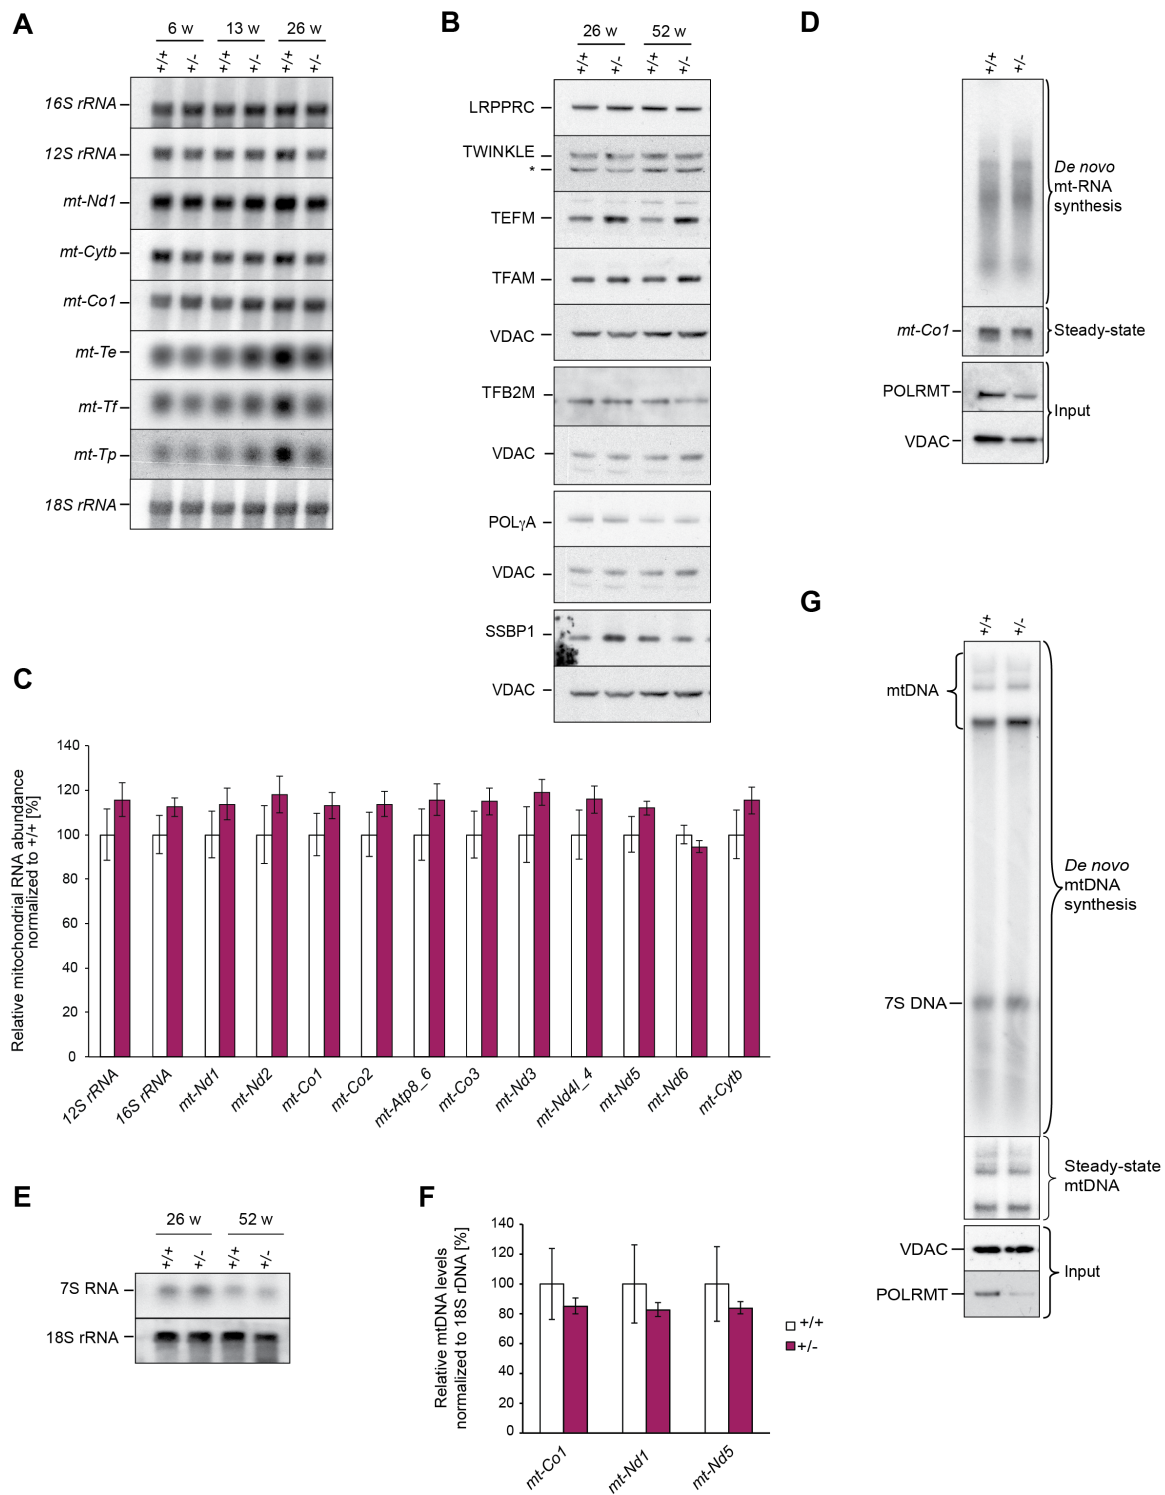 A
6 w 13 w 26 w
+/+ +/- +/+ +/- +/+ +/-
16S rRNA
12S rRNA
mt-Nd1
mt-Cytb
mt-Co1
mt-Te
mt-Tf
mt-Tp
18S rRNA
B
26 w 52 w
+/+ +/- +/+ +/-
LRPPRC
TWINKLE
*
TEFM
TFAM
VDAC
TFB2M
VDAC
POLγA
VDAC
SSBP1
VDAC
D
+/+ +/-
De novo
mt-RNA
synthesis
mt-Co1
Steady-state
POLRMT
VDAC
Input
C
Relative mitochondrial RNA abundance
normalized to +/+ [%]
140
120
100
80
60
40
20
0
12S rRNA
16S rRNA
mt-Nd1
mt-Nd2
mt-Co1
mt-Co2
mt-Atp8_6
mt-Co3
mt-Nd3
mt-Nd4l_4
mt-Nd5
mt-Nd6
mt-Cytb
E
26 w 52 w
+/+ +/- +/+ +/-
7S RNA
18S rRNA
F
Relative mtDNA levels
normalized to 18S rDNA [%]
140
120
100
80
60
40
20
0
mt-Co1
mt-Nd1
mt-Nd5
+/+
+/-
G
+/+ +/-
mtDNA
De novo
mtDNA
synthesis
7S DNA
Steady-state
mtDNA
VDAC
POLRMT
Input